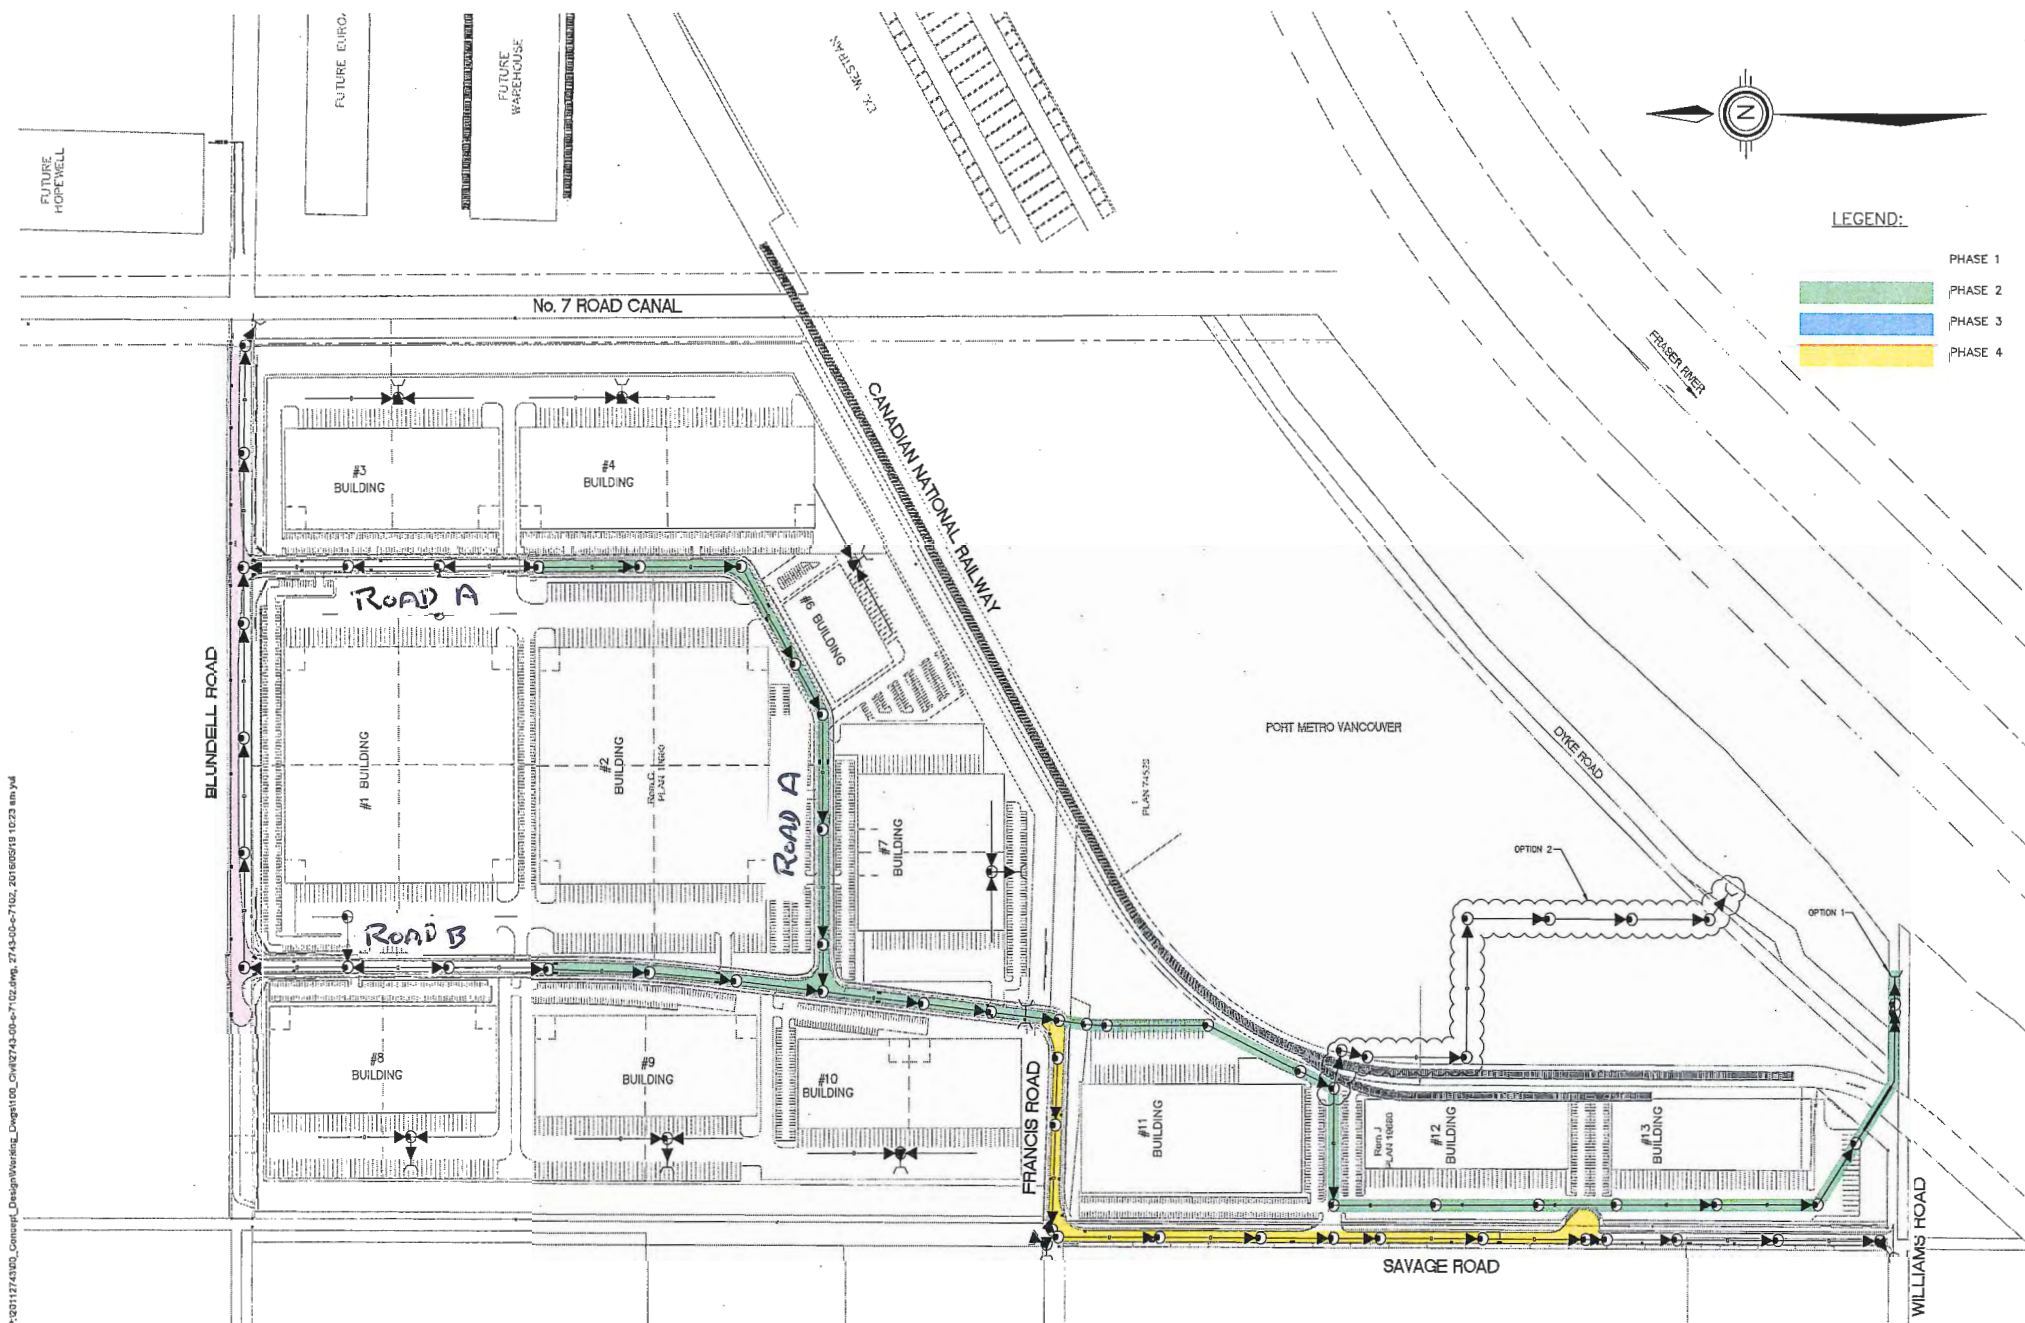 FUTURE
HOPEWELL
FUTURE
WAREHOUSE
EX. WESTRAN
N
LEGEND:
PHASE 1
PHASE 2
PHASE 3
PHASE 4
No. 7 ROAD CANAL
FRASER RIVER
CANADIAN NATIONAL RAILWAY
#3
BUILDING
#4
BUILDING
ROAD A
#6 BUILDING
BLUNDELL ROAD
#1 BUILDING
#2
BUILDING
Rem C
ROAD A
#7
BUILDING
PORT METRO VANCOUVER
DYKE ROAD
OPTION 2
OPTION 1
ROAD B
#8
BUILDING
#9
BUILDING
#10
BUILDING
FRANCIS ROAD
#11
BUILDING
Rem J
PLAN 19680
#12
BUILDING
#13
BUILDING
SAVAGE ROAD
WILLIAMS ROAD